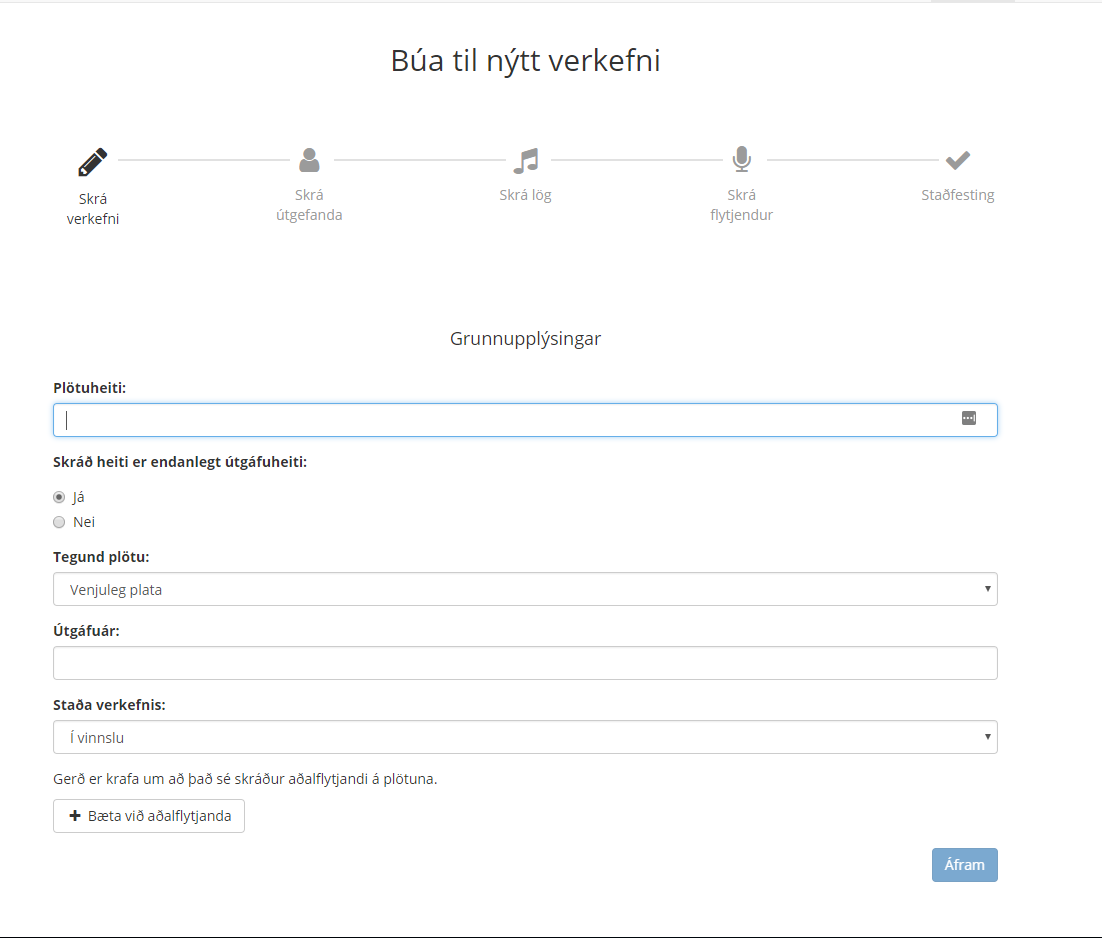 Búa til nýtt verkefni
Skrá
verkefni
Skrá
útgefanda
Skrá lög
Skrá
flytjendur
Staðfesting
Grunnupplýsingar
Plötuheiti:
Skráð heiti er endanlegt útgáfuheiti:
Já
Nei
Tegund plötu:
Venjuleg plata
Útgáfuár:
Staða verkefnis:
Í vinnslu
Gerð er krafa um að það sé skráður aðalflytjandi á plötuna.
Bæta við aðalflytjanda
Áfram